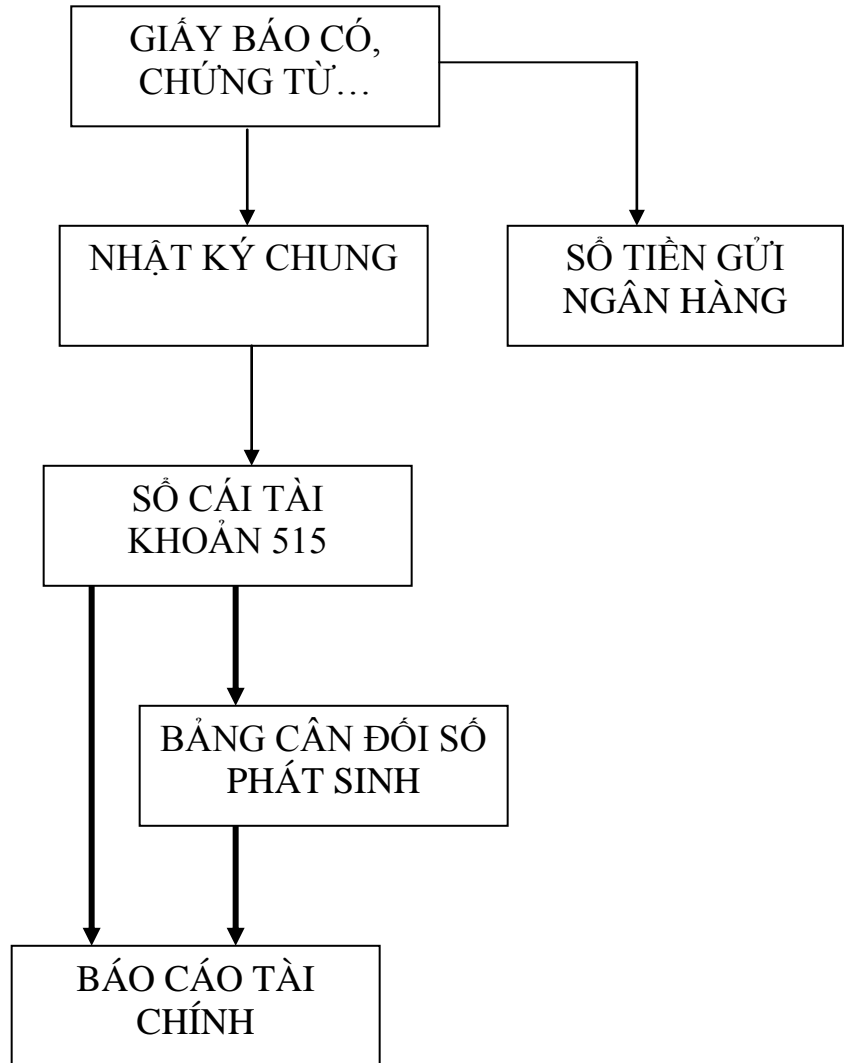 GIẤY BÁO CÓ,
CHỨNG TỪ…
NHẬT KÝ CHUNG
SỔ TIỀN GỬI
NGÂN HÀNG
SỔ CÁI TÀI
KHOẢN 515
BẢNG CÂN ĐỐI SỐ
PHÁT SINH
BÁO CÁO TÀI
CHÍNH